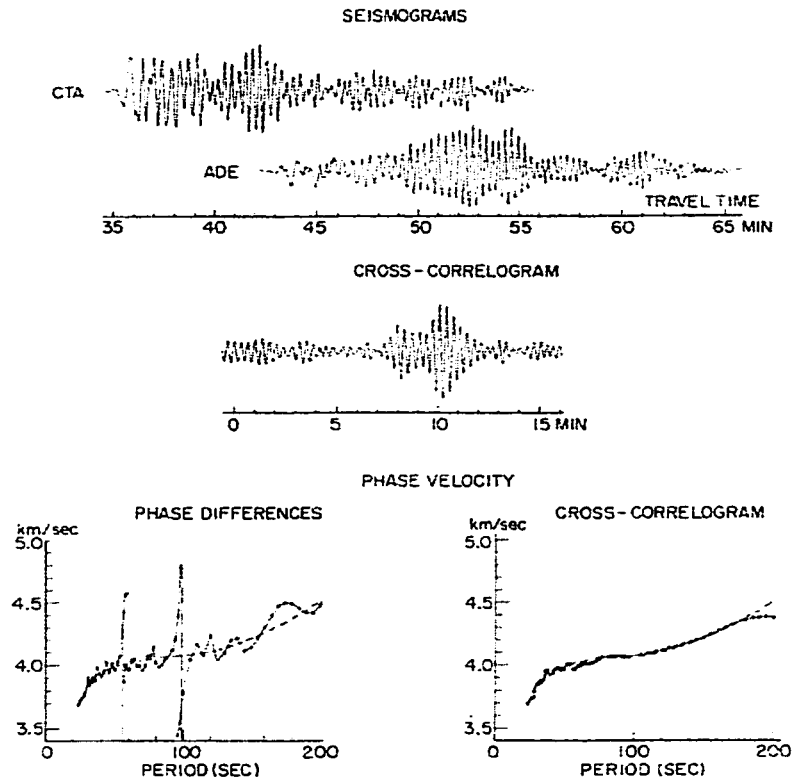 SEISMOGRAMS
CTA
ADE
TRAVEL TIME
35 40 45 50 55 60 65 MIN
CROSS-CORRELOGRAM
0 5 10 15 MIN
PHASE VELOCITY
PHASE DIFFERENCES
km/sec
5.0
4.5
4.0
3.5
0 100 200
PERIOD (SEC)
CROSS-CORRELOGRAM
km/sec
5.0
4.5
4.0
3.5
0 100 200
PERIOD (SEC)